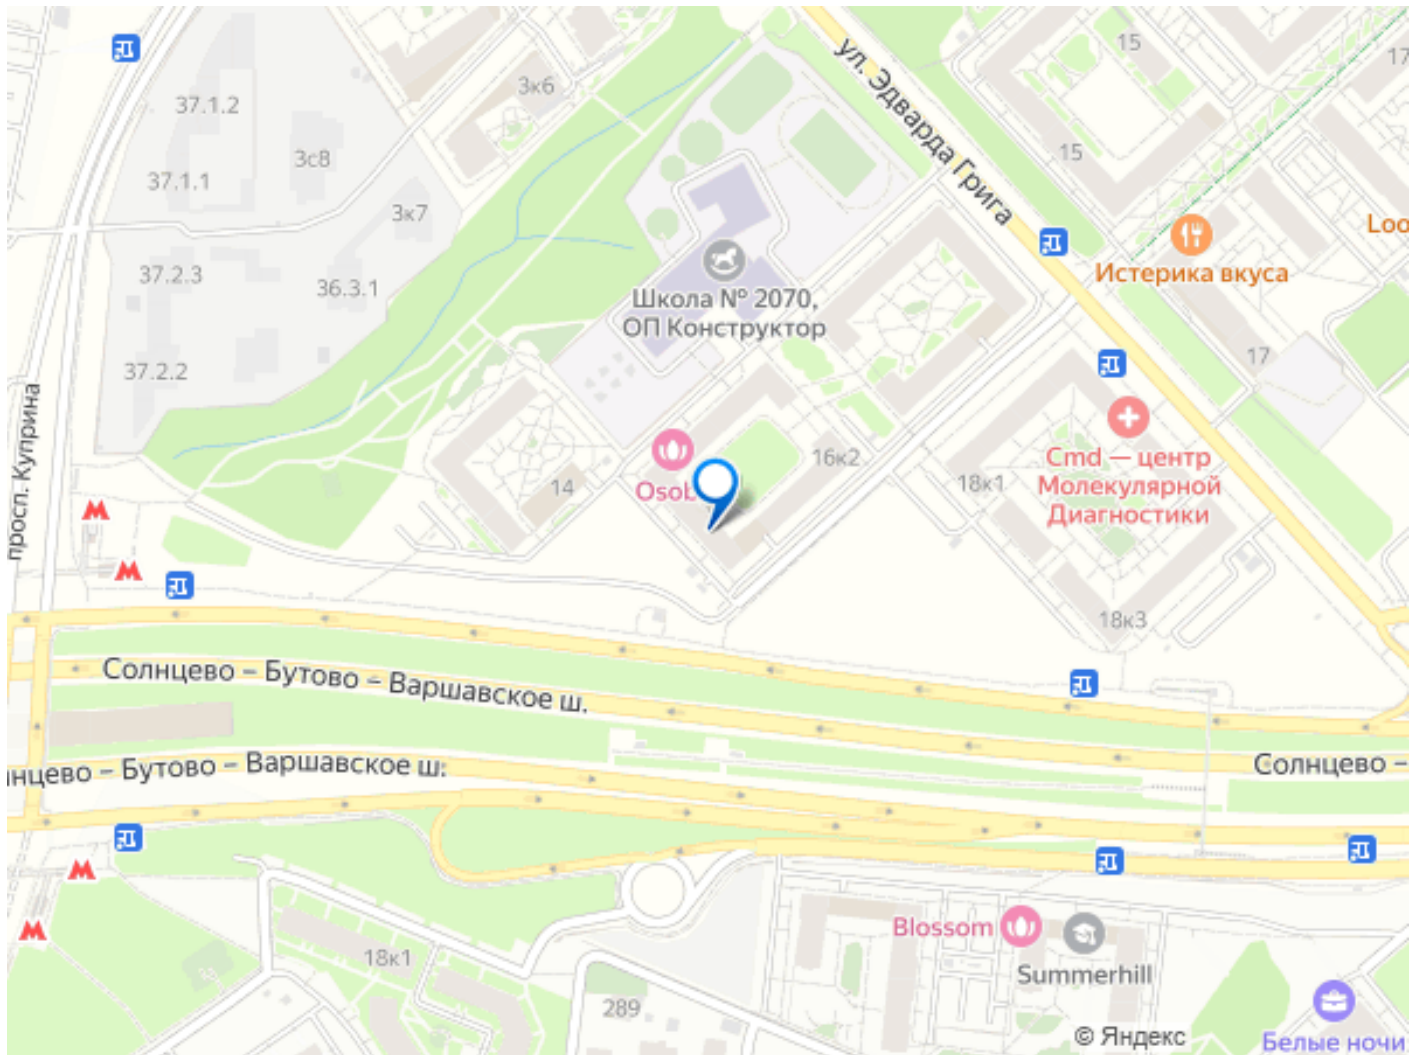 37.1.2
3к6
15
17
ул. Эдварда Грига
3с8
15
37.1.1
3к7
Loo
Истерика вкуса
37.2.3
36.3.1
Школа № 2070,
ОП Конструктор
17
37.2.2
просп. Куприна
16к2
Cmd — центр
Молекулярной
Диагностики
18к1
14
Osob
18к3
Солнцево – Бутово – Варшавское ш.
нцево – Бутово – Варшавское ш.
Солнцево –
Blossom
Summerhill
18к1
289
© Яндекс
Белые ночи